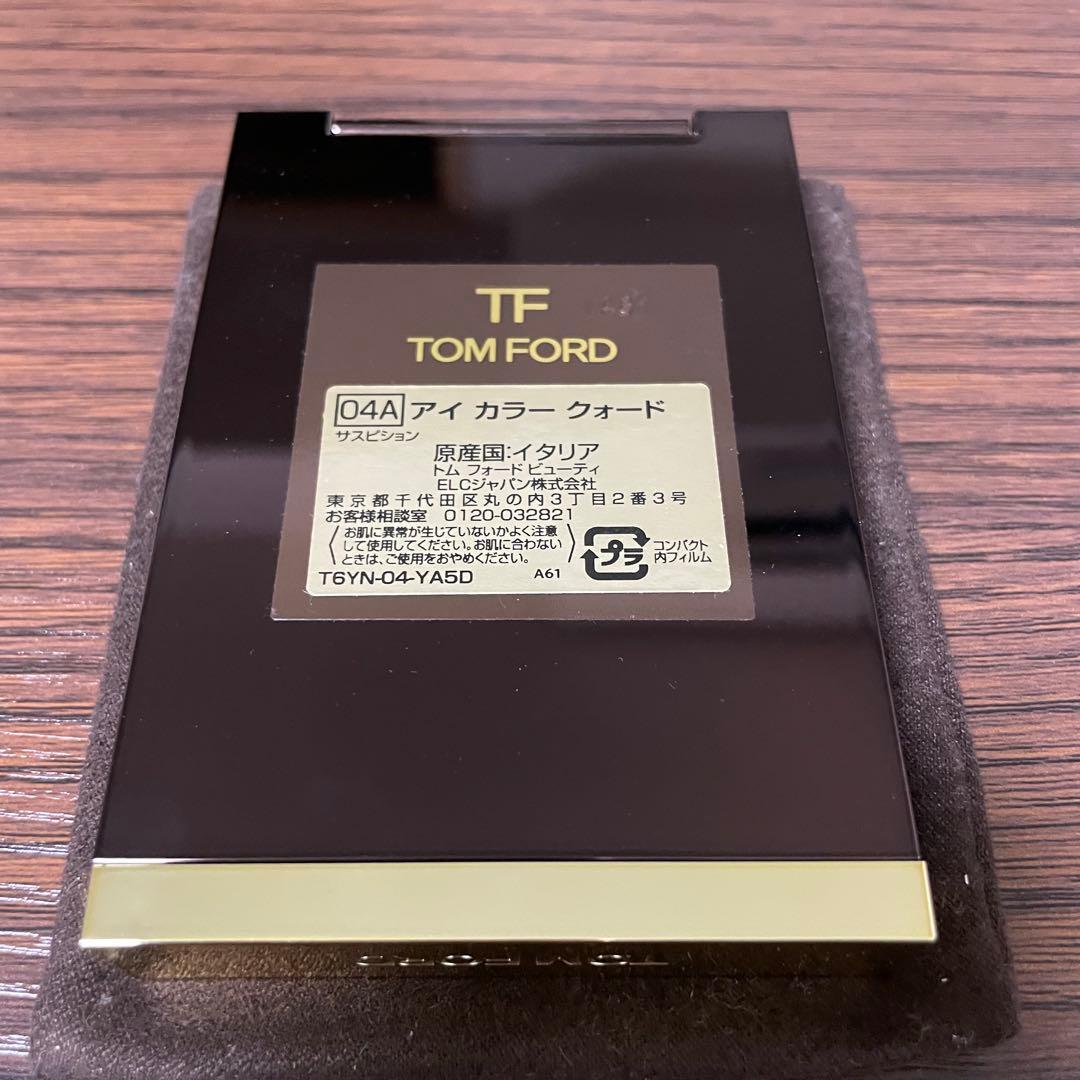 TF
TOM FORD
04A アイ カラー クォード
サスピション
原産国:イタリア
トム フォード ビューティ
ELCジャパン株式会社
東京都千代田区丸の内3丁目2番3号
お客様相談室 0120-032821
お肌に異常が生じていないかよく注意
して使用してください。お肌に合わない
ときは、ご使用をおやめください。
プラ
コンパクト
内フィルム
T6YN-04-YA5D A61
TOM FORD